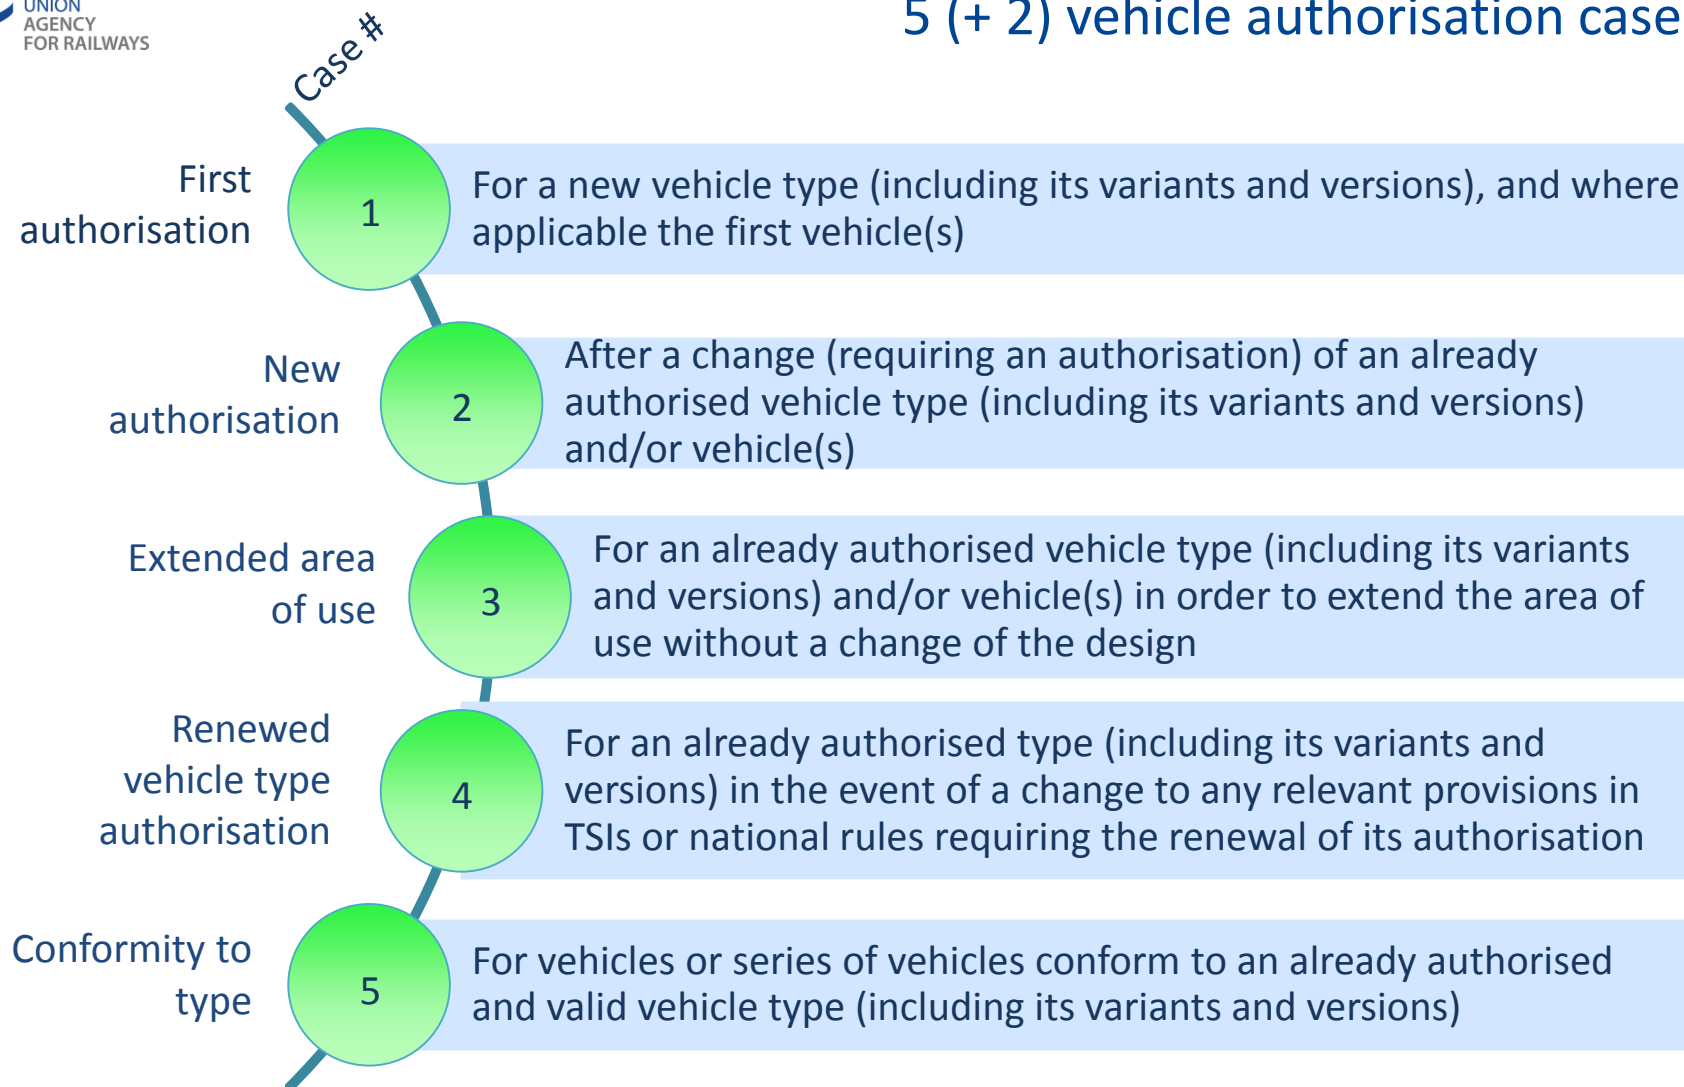 UNION
AGENCY
FOR RAILWAYS
5 (+ 2) vehicle authorisation case
Case #
First
authorisation
1
For a new vehicle type (including its variants and versions), and where
applicable the first vehicle(s)
New
authorisation
2
After a change (requiring an authorisation) of an already
authorised vehicle type (including its variants and versions)
and/or vehicle(s)
Extended area
of use
3
For an already authorised vehicle type (including its variants
and versions) and/or vehicle(s) in order to extend the area of
use without a change of the design
Renewed
vehicle type
authorisation
4
For an already authorised type (including its variants and
versions) in the event of a change to any relevant provisions in
TSIs or national rules requiring the renewal of its authorisation
Conformity to
type
5
For vehicles or series of vehicles conform to an already authorised
and valid vehicle type (including its variants and versions)